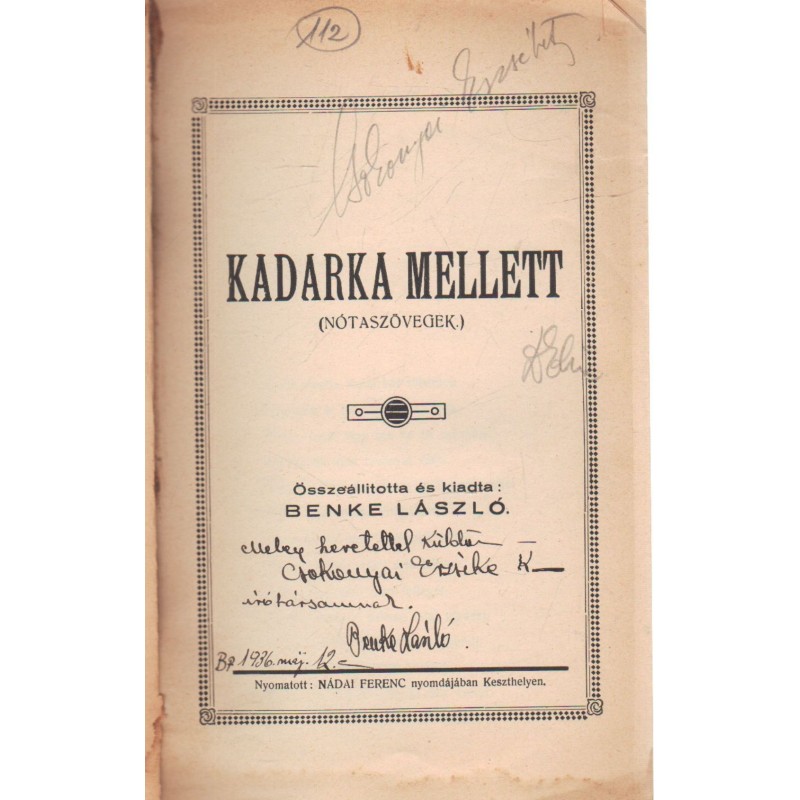 112
Csokonyai Erzsébet
KADARKA MELLETT
(NÓTASZÖVEGEK.)
Összeállitotta és kiadta:
BENKE LÁSZLÓ.
Meleg szeretettel küldöm
Csokonyai Erzsike K—
írótársamnak.
Benke László.
Bp. 1936. máj. 12.
Nyomatott: NÁDAI FERENC nyomdájában Keszthelyen.